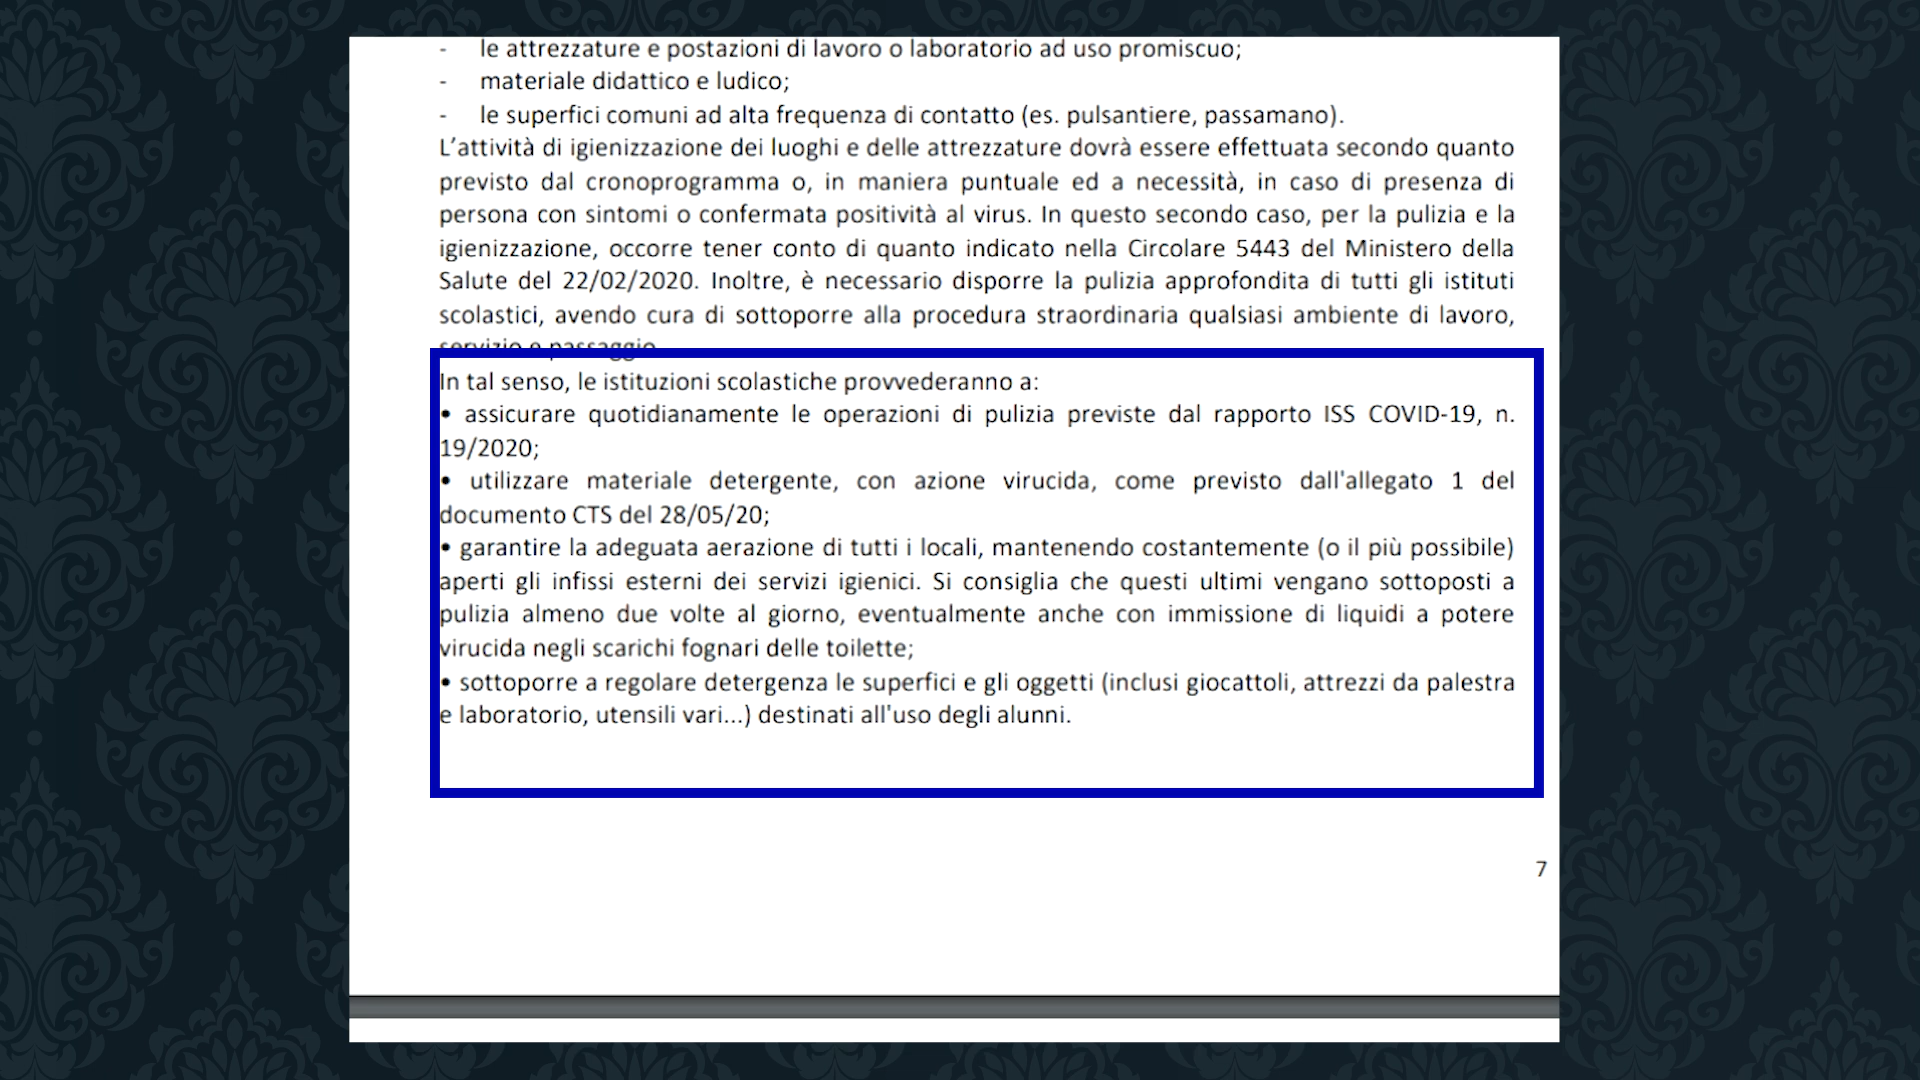 - le attrezzature e postazioni di lavoro o laboratorio ad uso promiscuo;
- materiale didattico e ludico;
- le superfici comuni ad alta frequenza di contatto (es. pulsantiere, passamano).
L’attività di igienizzazione dei luoghi e delle attrezzature dovrà essere effettuata secondo quanto
previsto dal cronoprogramma o, in maniera puntuale ed a necessità, in caso di presenza di
persona con sintomi o confermata positività al virus. In questo secondo caso, per la pulizia e la
igienizzazione, occorre tener conto di quanto indicato nella Circolare 5443 del Ministero della
Salute del 22/02/2020. Inoltre, è necessario disporre la pulizia approfondita di tutti gli istituti
scolastici, avendo cura di sottoporre alla procedura straordinaria qualsiasi ambiente di lavoro,
servizio e passaggio.
In tal senso, le istituzioni scolastiche provvederanno a:
• assicurare quotidianamente le operazioni di pulizia previste dal rapporto ISS COVID-19, n.
19/2020;
• utilizzare materiale detergente, con azione virucida, come previsto dall'allegato 1 del
documento CTS del 28/05/20;
• garantire la adeguata aerazione di tutti i locali, mantenendo costantemente (o il più possibile)
aperti gli infissi esterni dei servizi igienici. Si consiglia che questi ultimi vengano sottoposti a
pulizia almeno due volte al giorno, eventualmente anche con immissione di liquidi a potere
virucida negli scarichi fognari delle toilette;
• sottoporre a regolare detergenza le superfici e gli oggetti (inclusi giocattoli, attrezzi da palestra
e laboratorio, utensili vari...) destinati all'uso degli alunni.
7